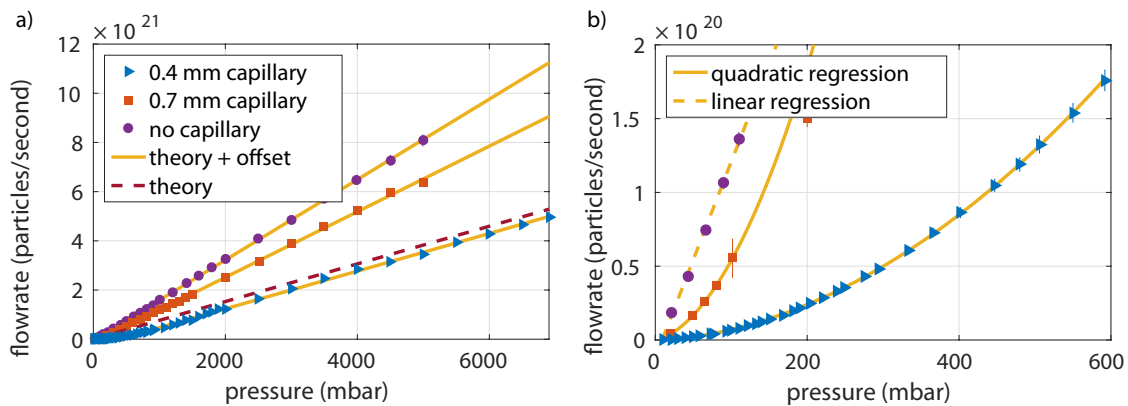 a)
× 10 21
12
10
8
6
4
2
0
0
2000
4000
6000
flowrate (particles/second)
pressure (mbar)
0.4 mm capillary
0.7 mm capillary
no capillary
theory + offset
theory
b)
× 10 20
2
1.5
1
0.5
0
0
200
400
600
flowrate (particles/second)
pressure (mbar)
quadratic regression
linear regression